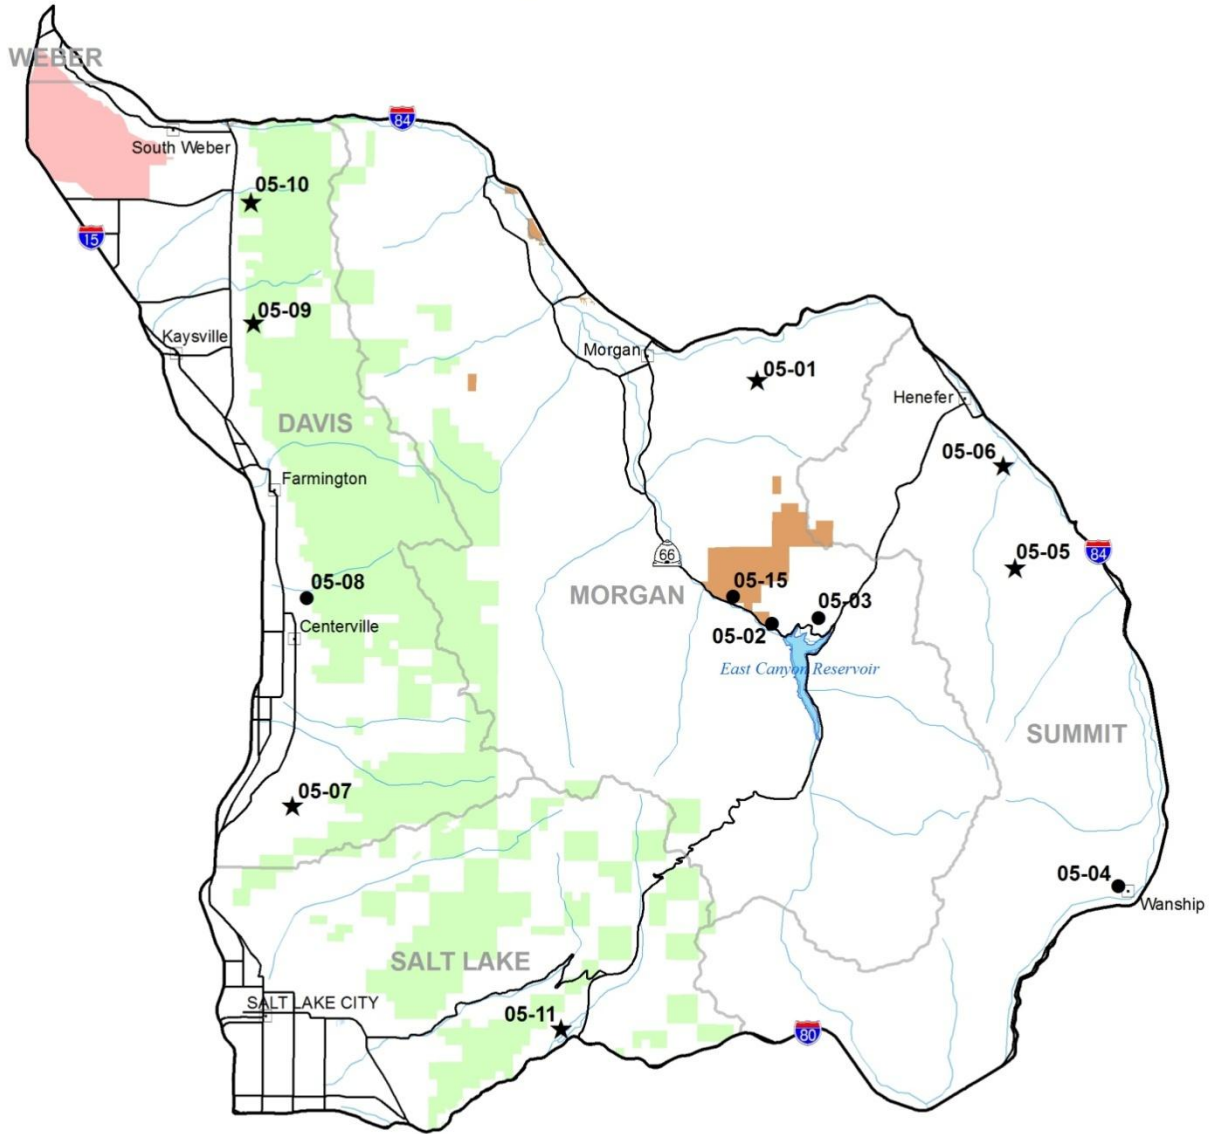 WEBER
84
South Weber
05-10
15
05-09
Kaysville
Morgan
05-01
Henefer
DAVIS
05-06
Farmington
66
05-05
84
05-08
MORGAN
05-15
05-03
Centerville
05-02
East Canyon Reservoir
SUMMIT
05-07
05-04
Wanship
SALT LAKE
SALT LAKE CITY
05-11
80